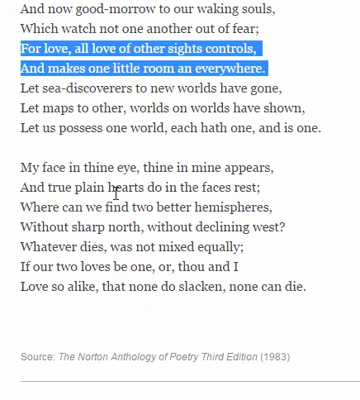 And now good-morrow to our waking souls,
Which watch not one another out of fear;
For love, all love of other sights controls,
And makes one little room an everywhere.
Let sea-discoverers to new worlds have gone,
Let maps to other, worlds on worlds have shown,
Let us possess one world, each hath one, and is one.
My face in thine eye, thine in mine appears,
And true plain hearts do in the faces rest;
Where can we find two better hemispheres,
Without sharp north, without declining west?
Whatever dies, was not mixed equally;
If our two loves be one, or, thou and I
Love so alike, that none do slacken, none can die.
Source: The Norton Anthology of Poetry Third Edition (1983)